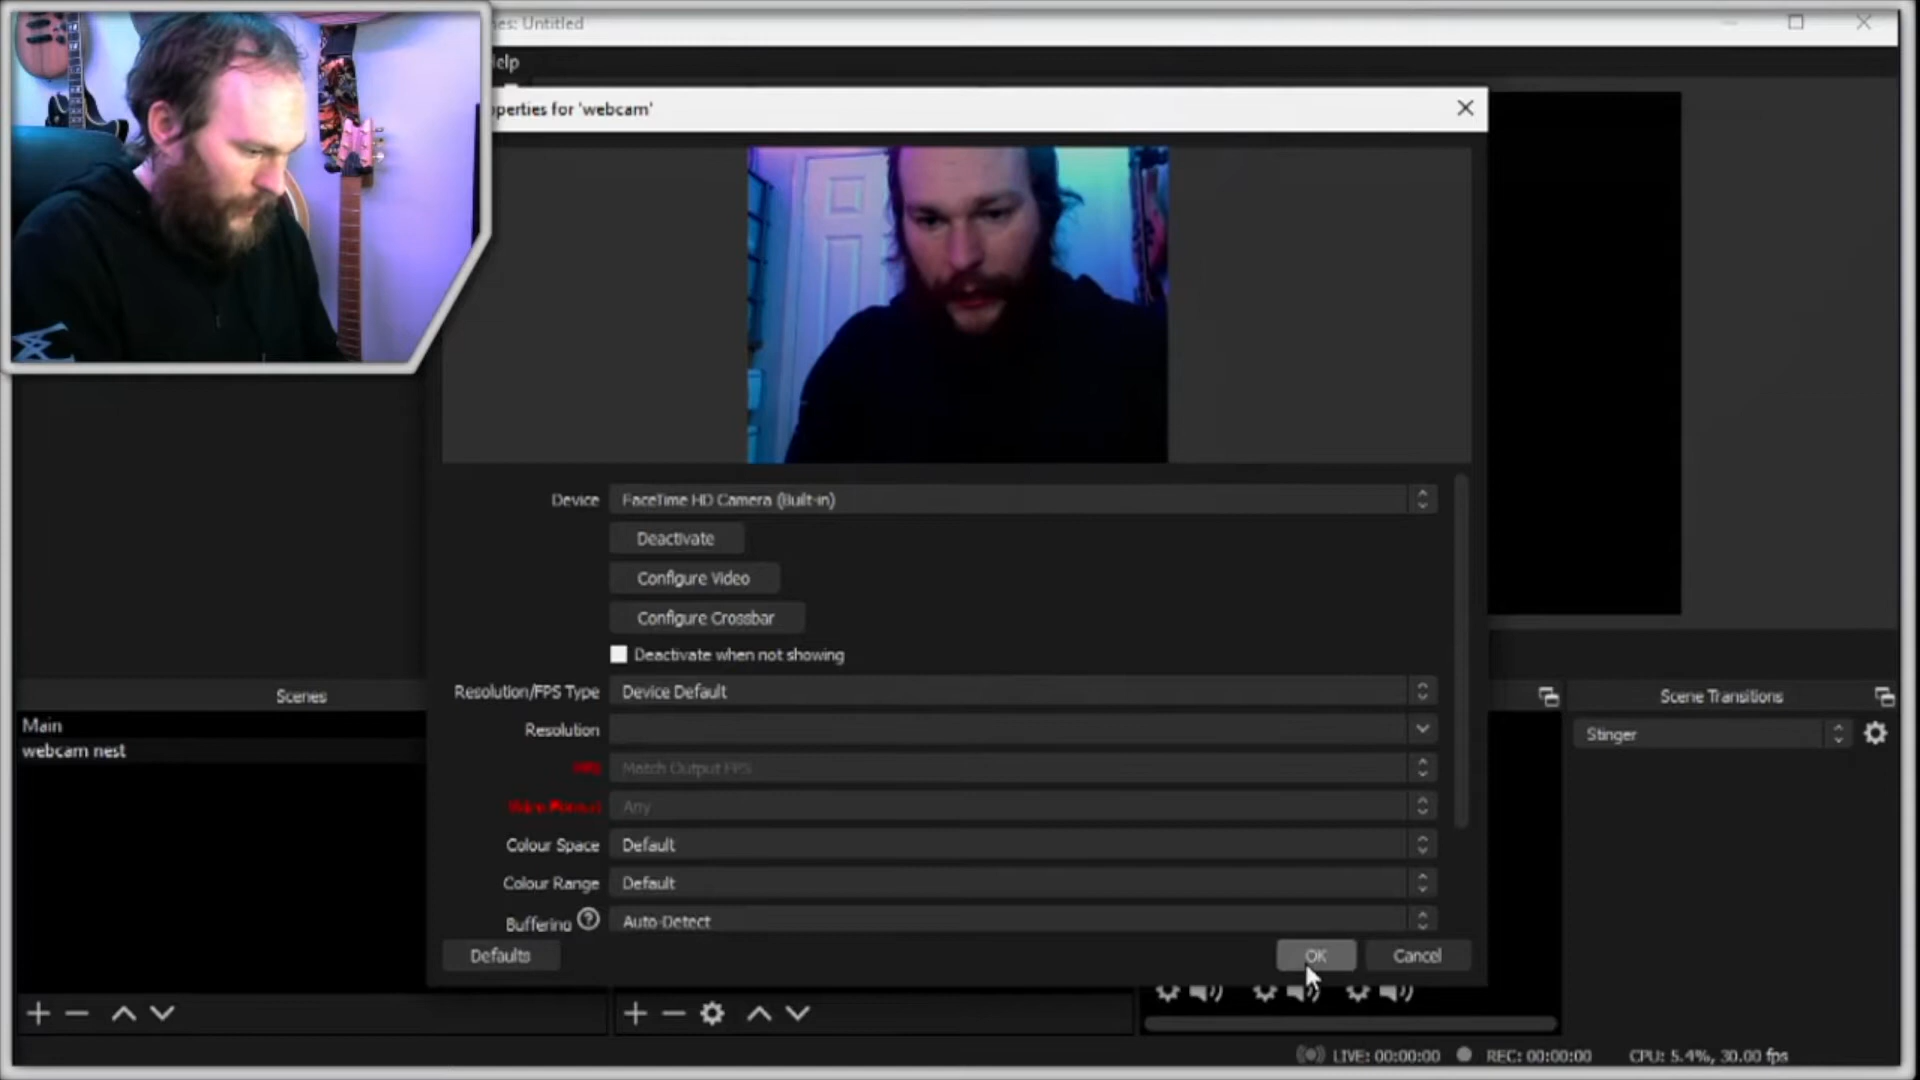 nes: Untitled
elp
operties for 'webcam'
Device
FaceTime HD Camera (Built-in)
Deactivate
Configure Video
Configure Crossbar
Deactivate when not showing
Resolution/FPS Type
Device Default
Resolution
Match Output FPS
Any
Colour Space
Default
Colour Range
Default
Buffering
?
Auto-Detect
Defaults
OK
Cancel
Scenes
Main
webcam nest
Scene Transitions
Stinger
LIVE: 00:00:00
REC: 00:00:00
CPU: 5.4%, 30.00 fps